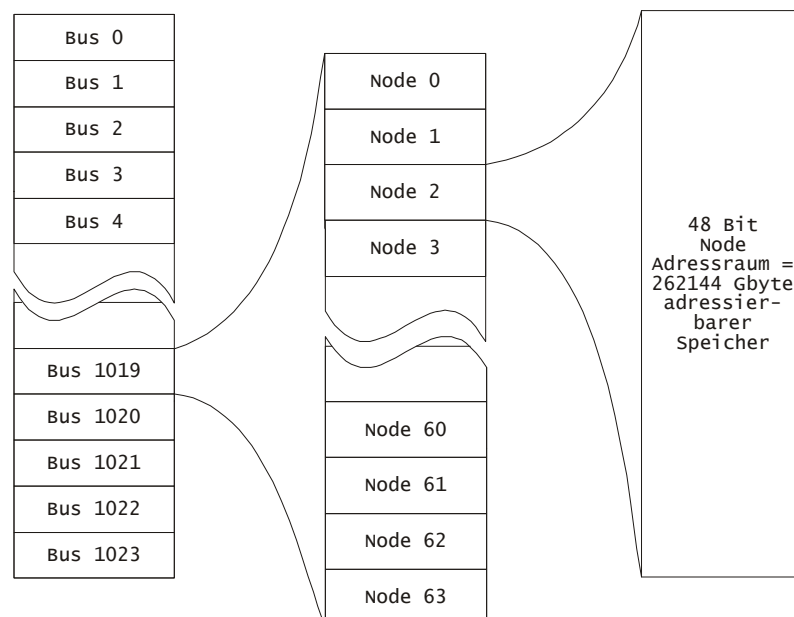 Bus 0
Bus 1
Bus 2
Bus 3
Bus 4
Bus 1019
Bus 1020
Bus 1021
Bus 1022
Bus 1023
Node 0
Node 1
Node 2
Node 3
Node 60
Node 61
Node 62
Node 63
48 Bit
Node
Adressraum =
262144 Gbyte
adressier-
barer
Speicher